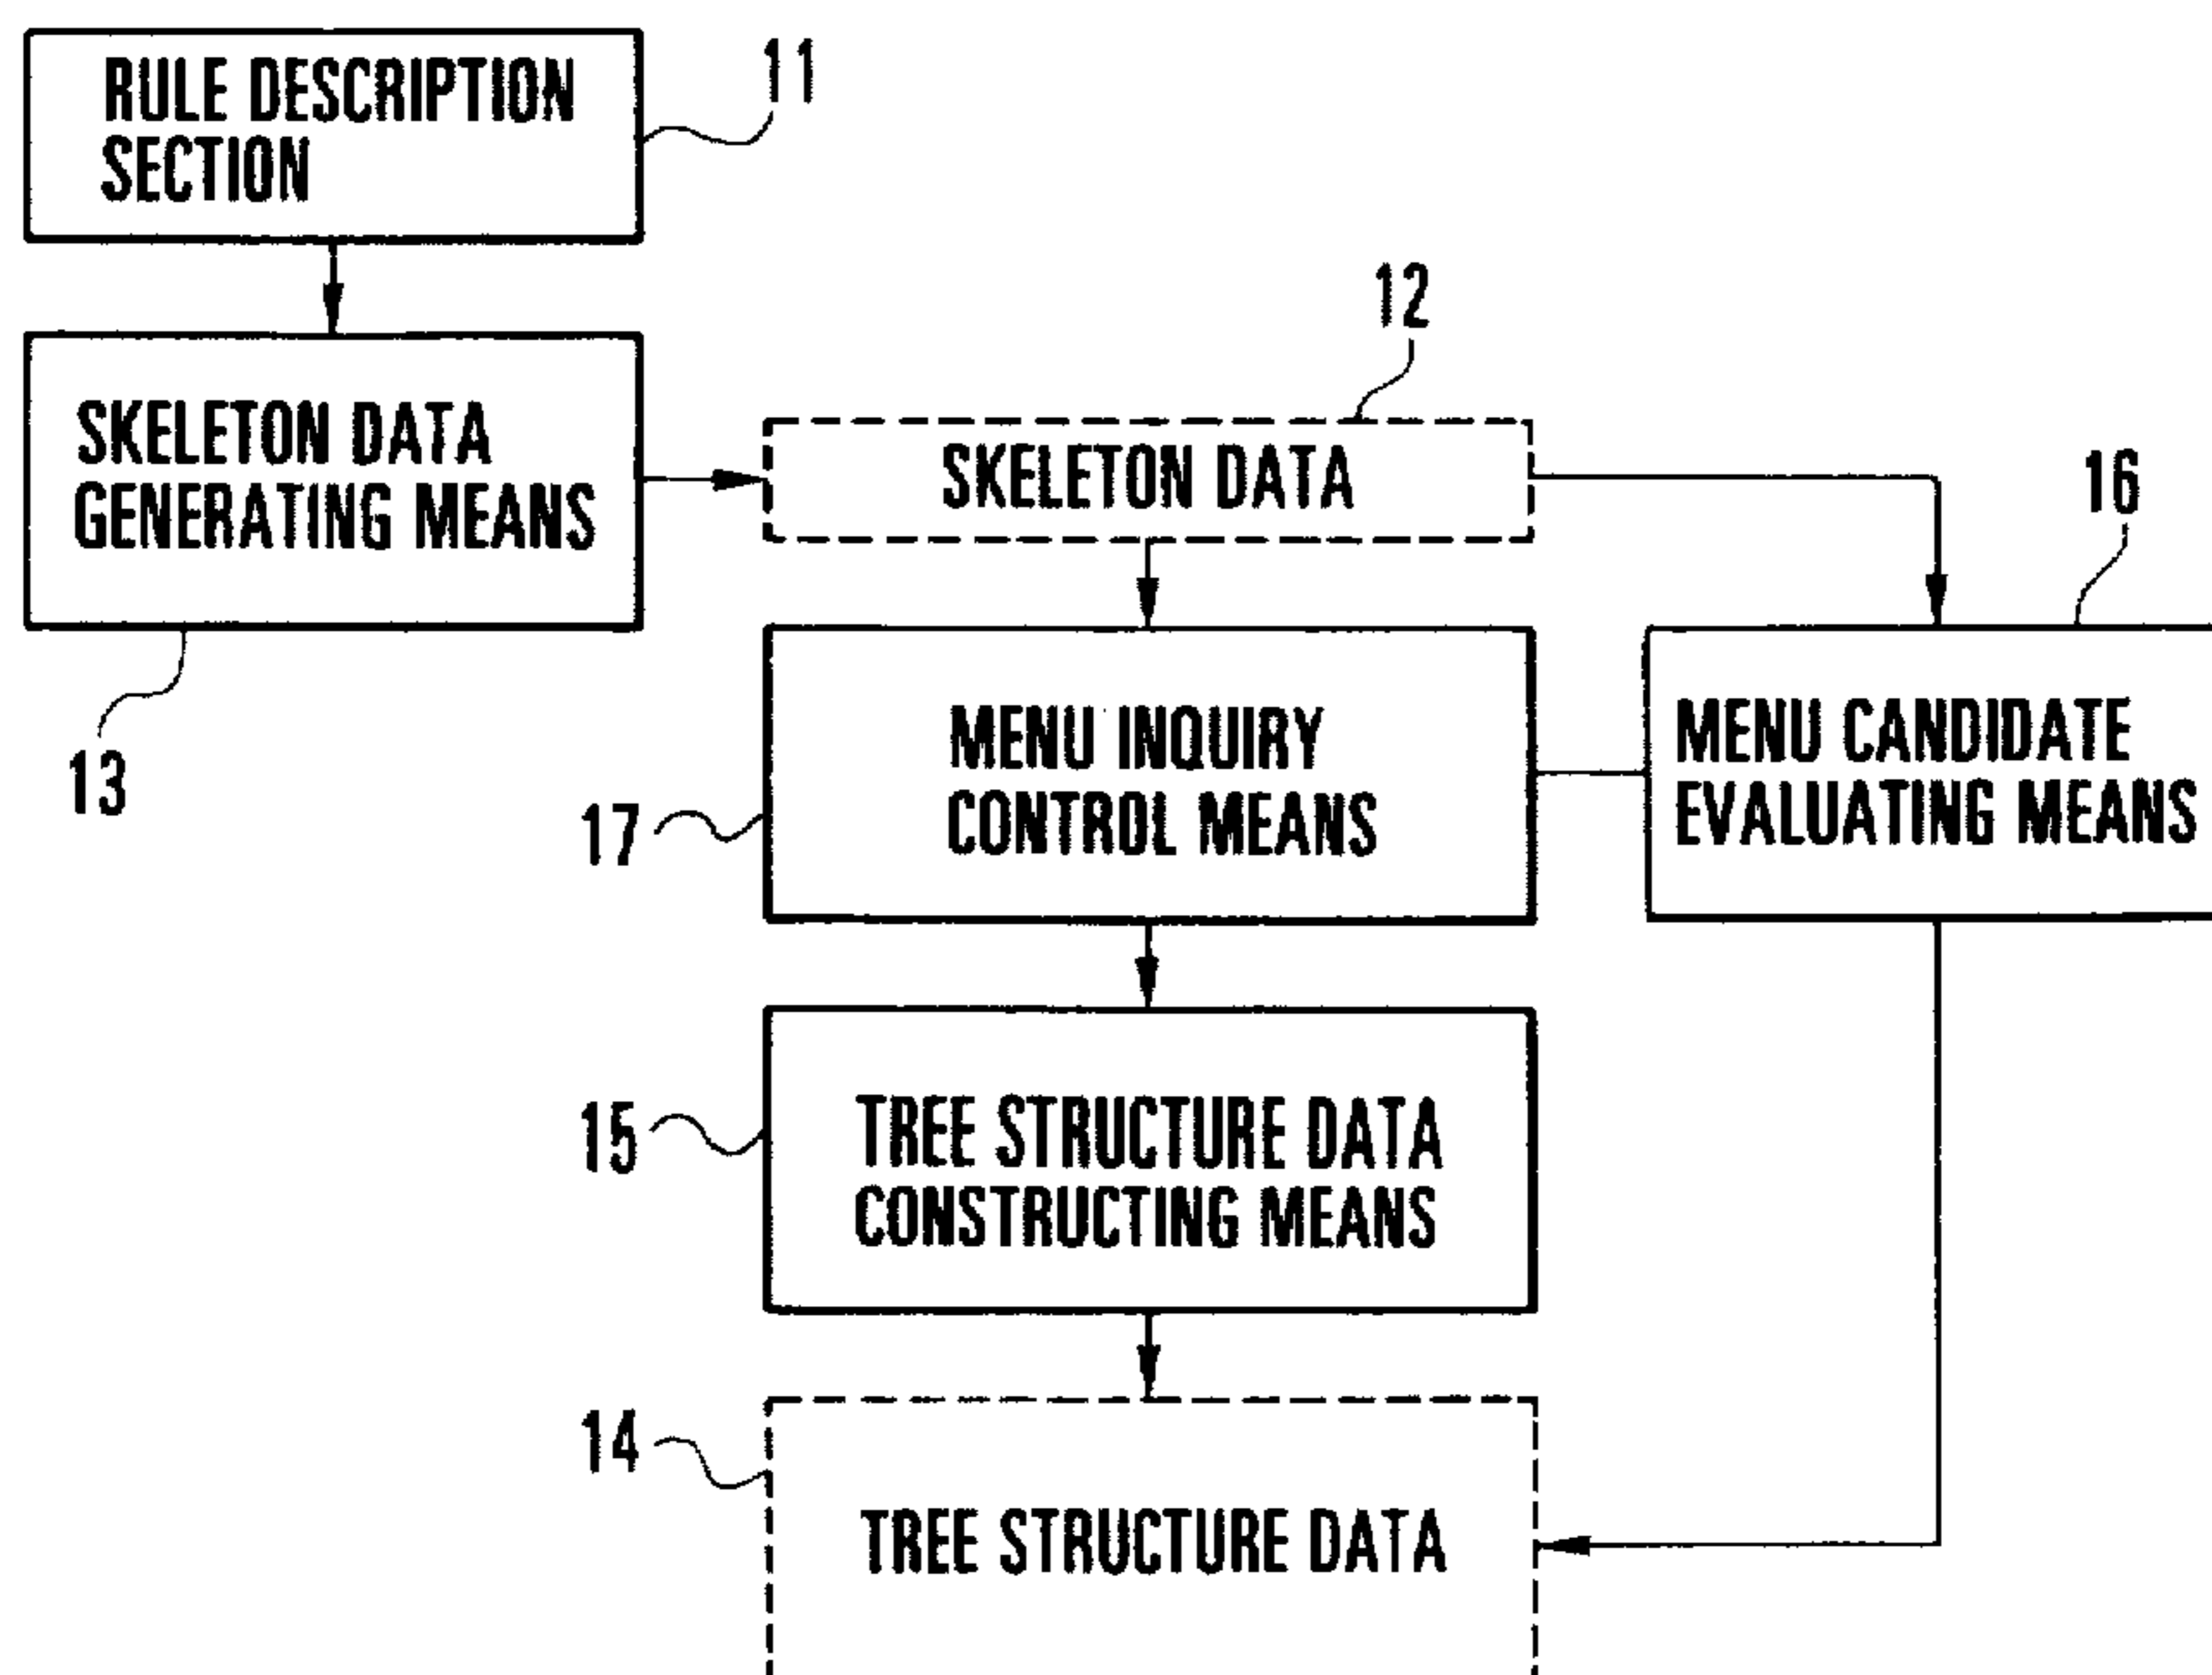 RULE DESCRIPTION
SECTION
11
SKELETON DATA
GENERATING MEANS
13
12
SKELETON DATA
16
MENU INQUIRY
CONTROL MEANS
17
MENU CANDIDATE
EVALUATING MEANS
15
TREE STRUCTURE DATA
CONSTRUCTING MEANS
14
TREE STRUCTURE DATA